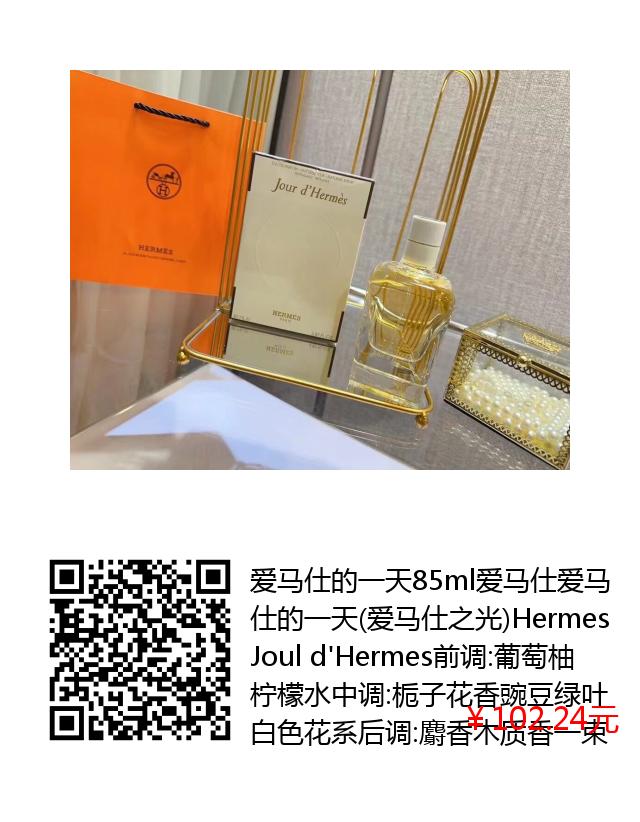 Jour d'Hermès
HERMÈS
PARIS
HERMÈS
爱马仕的一天85ml爱马仕爱马
仕的一天(爱马仕之光)Hermes
Joul d'Hermes前调:葡萄柚
柠檬水中调:栀子花香豌豆绿叶
白色花系后调:麝香木质香一束
¥ 102.24元